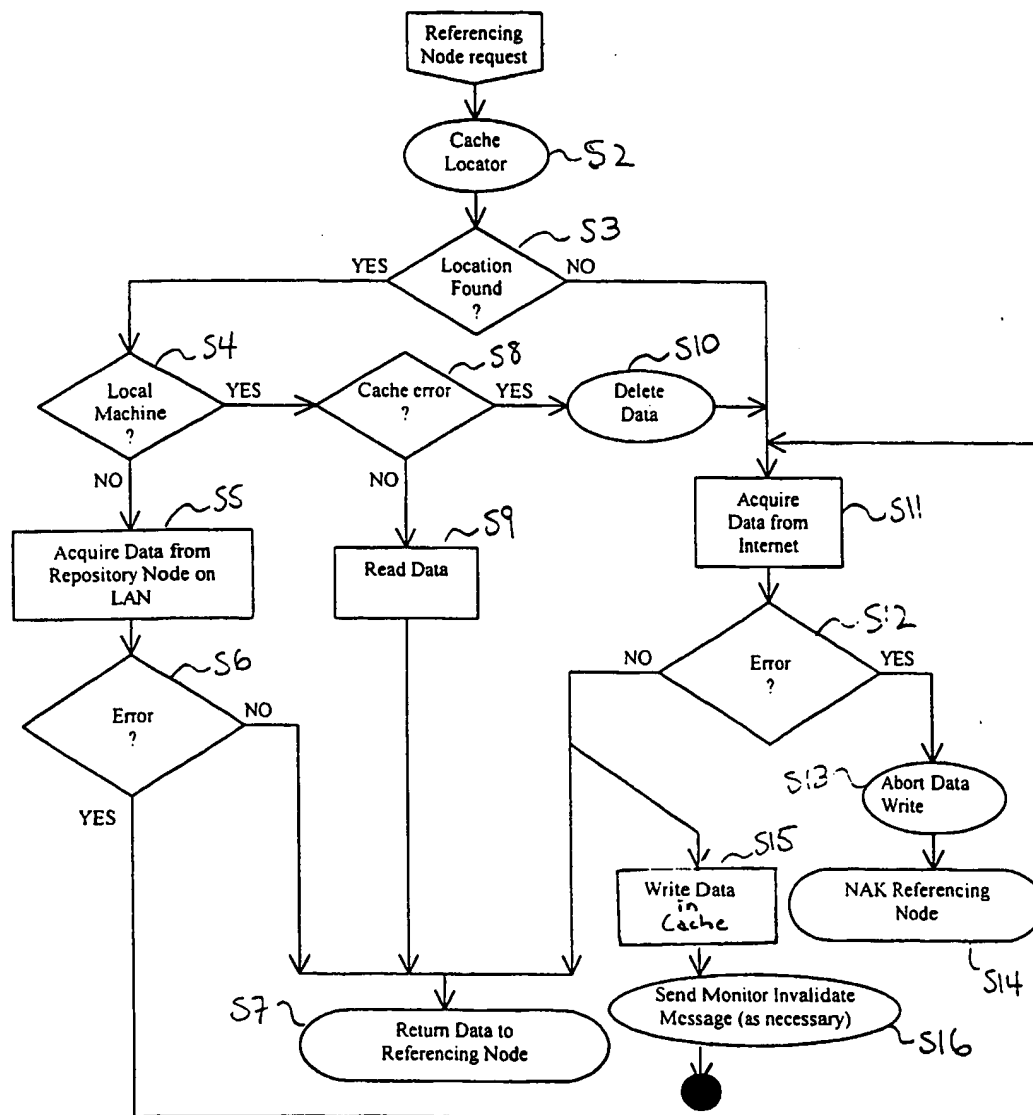 Referencing
Node request
Cache
Locator
S2
S3
YES
Location
Found
?
NO
S4
Local
Machine
?
YES
NO
S8
Cache error
?
YES
NO
S10
Delete
Data
S5
Acquire Data from
Repository Node on
LAN
S9
Read Data
Acquire
Data from
Internet
S11
S6
Error
?
NO
YES
S12
NO
Error
?
YES
S13
Abort Data
Write
S15
Write Data
in
Cache
NAK Referencing
Node
S14
S7
Return Data to
Referencing Node
Send Monitor Invalidate
Message (as necessary)
S16